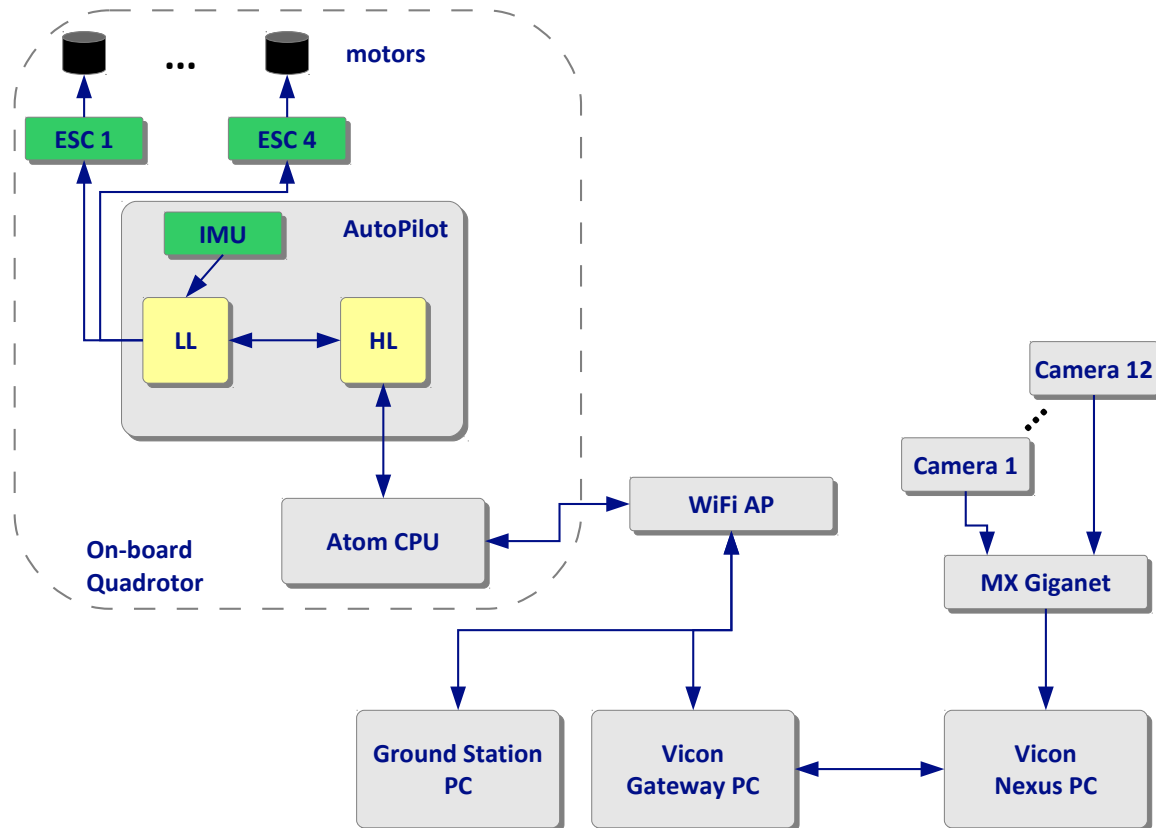 motors
...
ESC 1
ESC 4
IMU
AutoPilot
LL
HL
Camera 12
Camera 1
WiFi AP
Atom CPU
On-board
Quadrotor
MX Giganet
Ground Station
PC
Vicon
Gateway PC
Vicon
Nexus PC